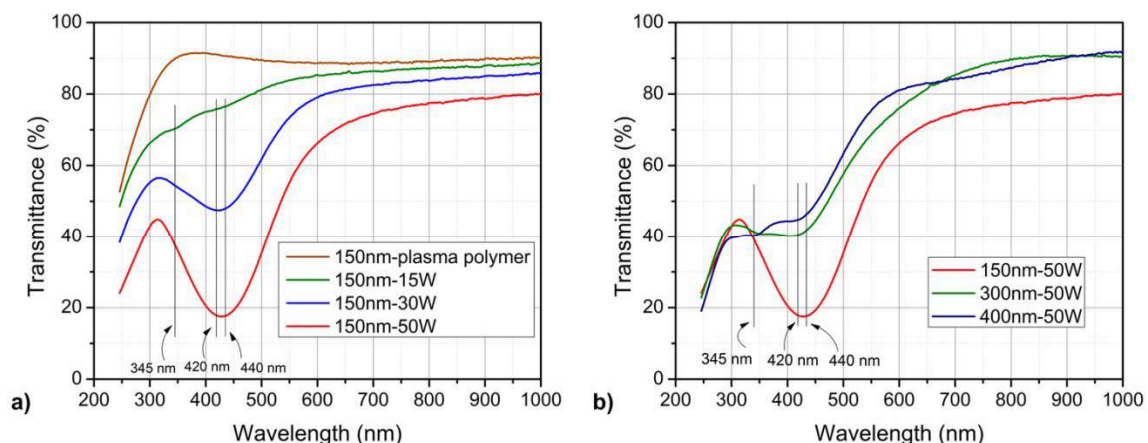 100
80
60
40
20
0
Transmittance (%)
150nm-plasma polymer
150nm-15W
150nm-30W
150nm-50W
345 nm
420 nm
440 nm
200 300 400 500 600 700 800 900 1000
a)
Wavelength (nm)
100
80
60
40
20
0
Transmittance (%)
150nm-50W
300nm-50W
400nm-50W
345 nm
420 nm
440 nm
200 300 400 500 600 700 800 900 1000
b)
Wavelength (nm)